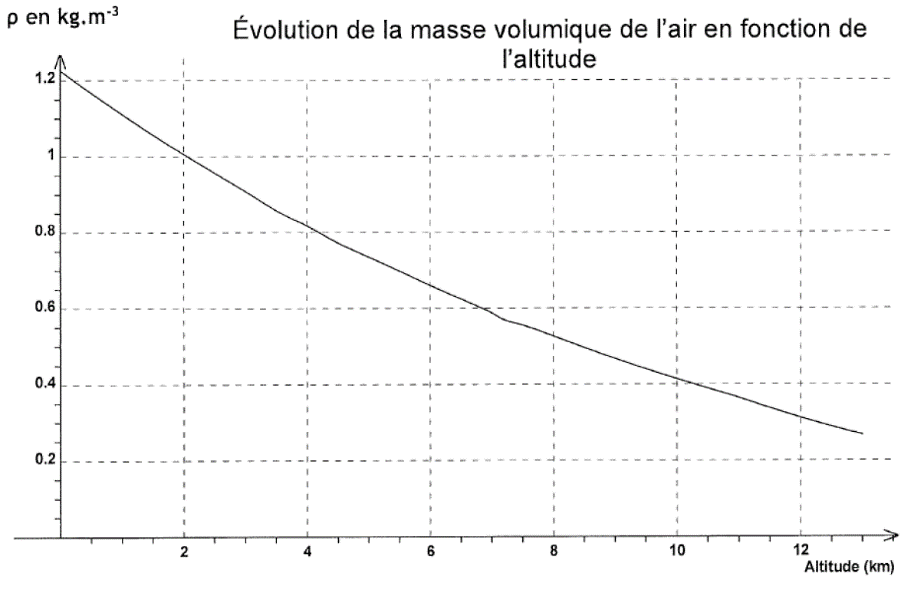 ρ en kg.m-3
Évolution de la masse volumique de l'air en fonction de
l'altitude
1.2
1
0.8
0.6
0.4
0.2
2 4 6 8 10 12
Altitude (km)